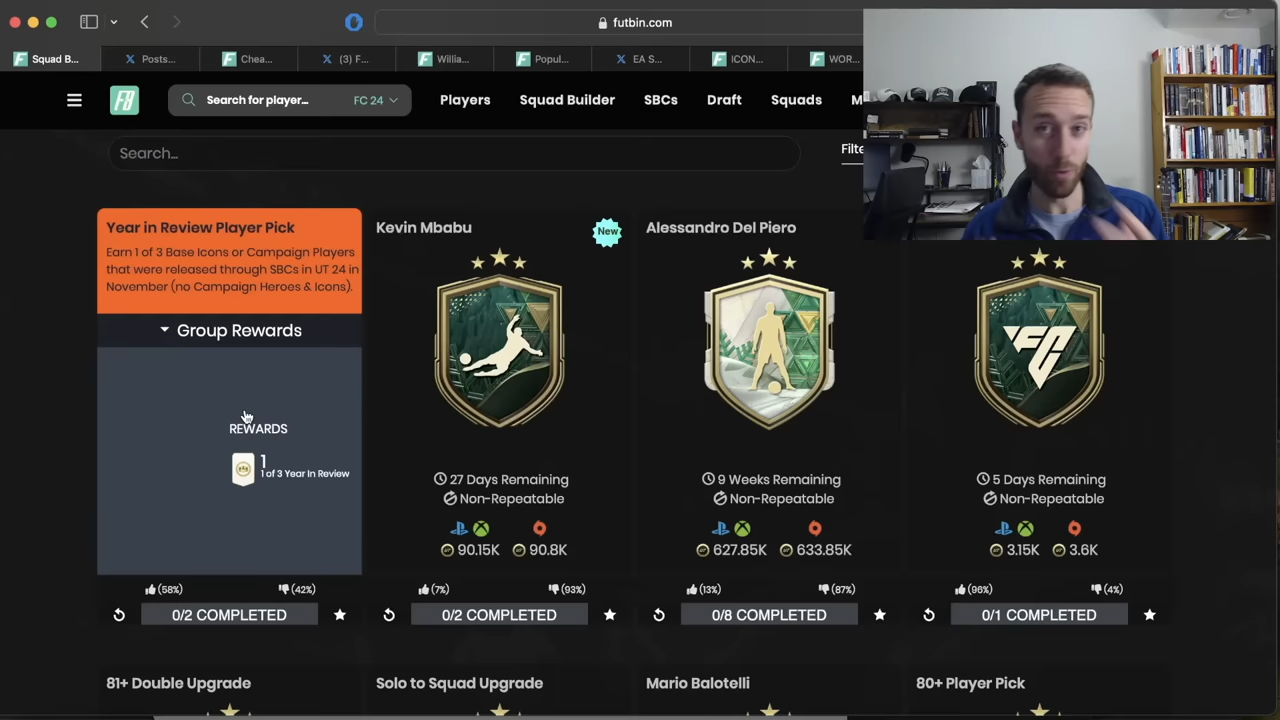 futbin.com
Squad B...
Posts...
Chea...
(3) F...
Willia...
Popul...
EA S...
ICON...
WOR...
FB
Search for player...
FC 24
Players
Squad Builder
SBCs
Draft
Squads
M
Search...
Filte
Year in Review Player Pick
Earn 1 of 3 Base Icons or Campaign Players
that were released through SBCs in UT 24 in
November (no Campaign Heroes & Icons).
Group Rewards
REWARDS
1
1 of 3 Year In Review
(58%)
(42%)
0/2 COMPLETED
Kevin Mbabu
New
27 Days Remaining
Non-Repeatable
90.15K
90.8K
(7%)
(93%)
0/2 COMPLETED
Alessandro Del Piero
9 Weeks Remaining
Non-Repeatable
627.85K
633.85K
(13%)
(87%)
0/8 COMPLETED
FC
5 Days Remaining
Non-Repeatable
3.15K
3.6K
(96%)
(4%)
0/1 COMPLETED
81+ Double Upgrade
Solo to Squad Upgrade
Mario Balotelli
80+ Player Pick